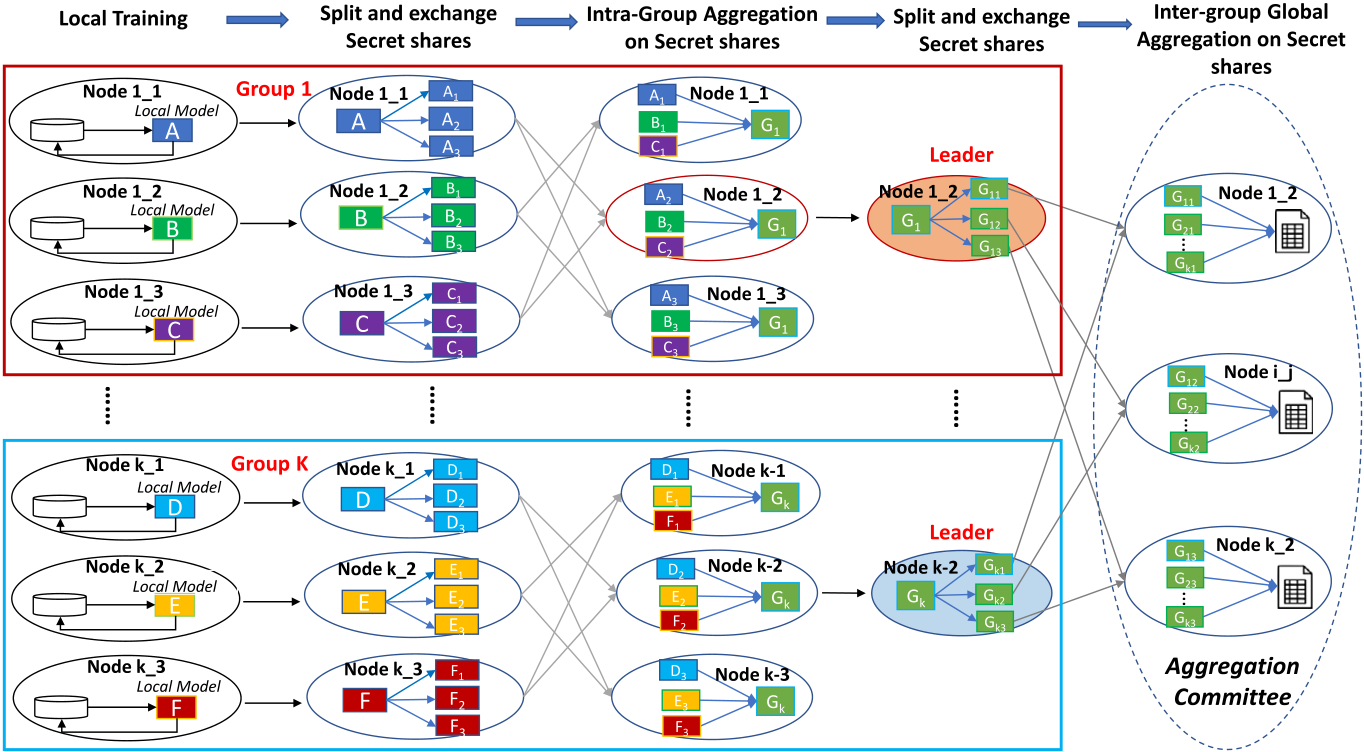 Local Training
Split and exchange
Secret shares
Intra-Group Aggregation
on Secret shares
Split and exchange
Secret shares
Inter-group Global
Aggregation on Secret
shares
Group 1
Node 1_1
Local Model
A
Node 1_1
A
A1
A2
A3
Node 1_1
A1
B1
C1
G1
Node 1_2
Local Model
B
Node 1_2
B
B1
B2
B3
Node 1_2
A2
B2
C2
G1
Leader
Node 1_2
G1
G11
G12
G13
Node 1_2
G11
G21
Gk1
Node 1_3
Local Model
C
Node 1_3
C
C1
C2
C3
Node 1_3
A3
B3
C3
G1
Node i_j
G12
G22
Gk2
Group K
Node k_1
Local Model
D
Node k_1
D
D1
D2
D3
Node k-1
D1
E1
F1
Gk
Node k_2
Local Model
E
Node k_2
E
E1
E2
E3
Node k-2
D2
E2
F2
Gk
Leader
Node k-2
Gk
Gk1
Gk2
Gk3
Node k_2
G13
G23
Gk3
Node k_3
Local Model
F
Node k_3
F
F1
F2
F3
Node k-3
D3
E3
F3
Gk
Aggregation
Committee